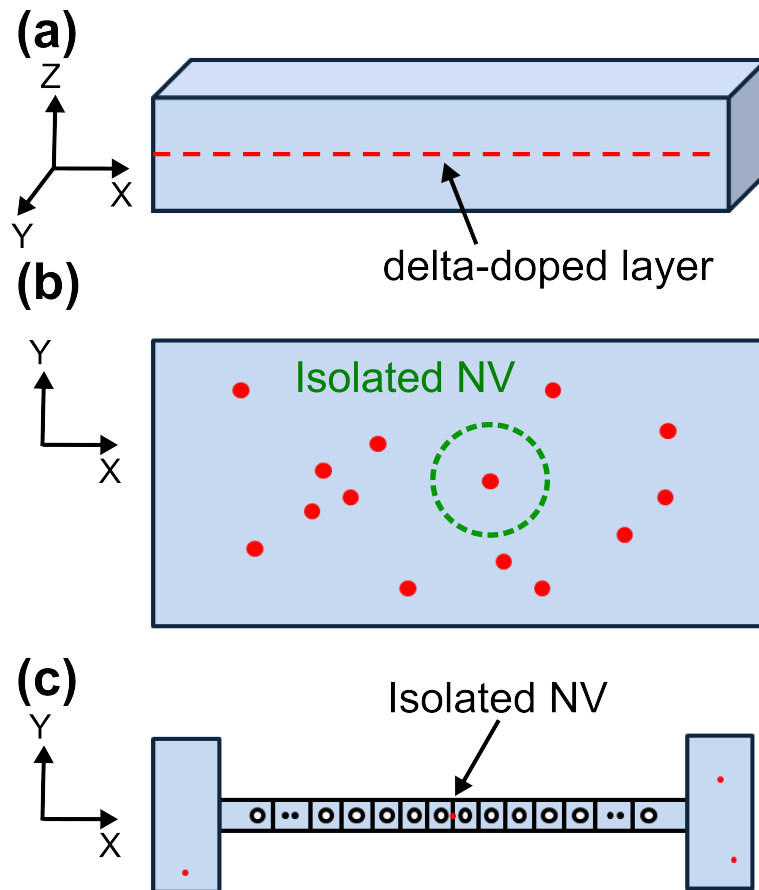 (a)
Z
X
Y
delta-doped layer
(b)
Y
X
Isolated NV
(c)
Isolated NV
Y
X